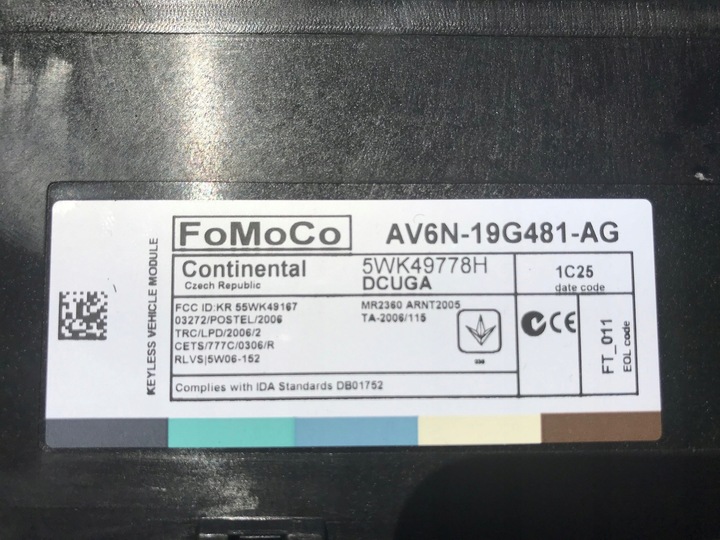 KEYLESS VEHICLE MODULE
FoMoCo
AV6N-19G481-AG
Continental
Czech Republic
5WK49778H
DCUGA
1C25
date code
FCC ID:KR 55WK49167
03272/POSTEL/2006
TRC/LPD/2006/2
CETS/777C/0306/R
RLVS|5W06-152
MR2360 ARNT2005
TA-2006/115
CE
FT_011
EOL code
Complies with IDA Standards DB01752